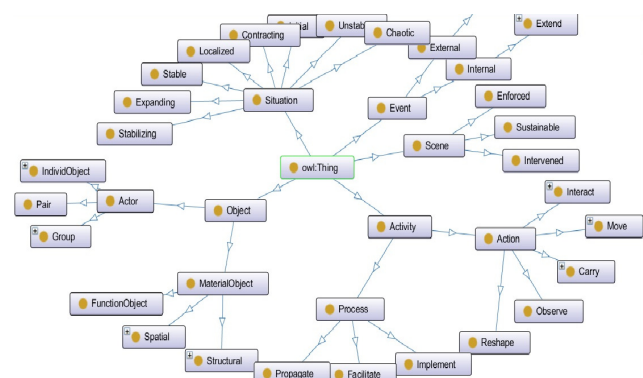 Initial
Unstab
Contracting
Chaotic
Extend
Localized
External
Internal
Stable
Situation
Event
Enforced
Expanding
Sustainable
Stabilizing
Scene
Intervened
owl:Thing
IndividObject
Interact
Pair
Actor
Object
Activity
Action
Move
Group
Carry
MaterialObject
FunctionObject
Process
Observe
Spatial
Reshape
Structural
Implement
Propagate
Facilitate